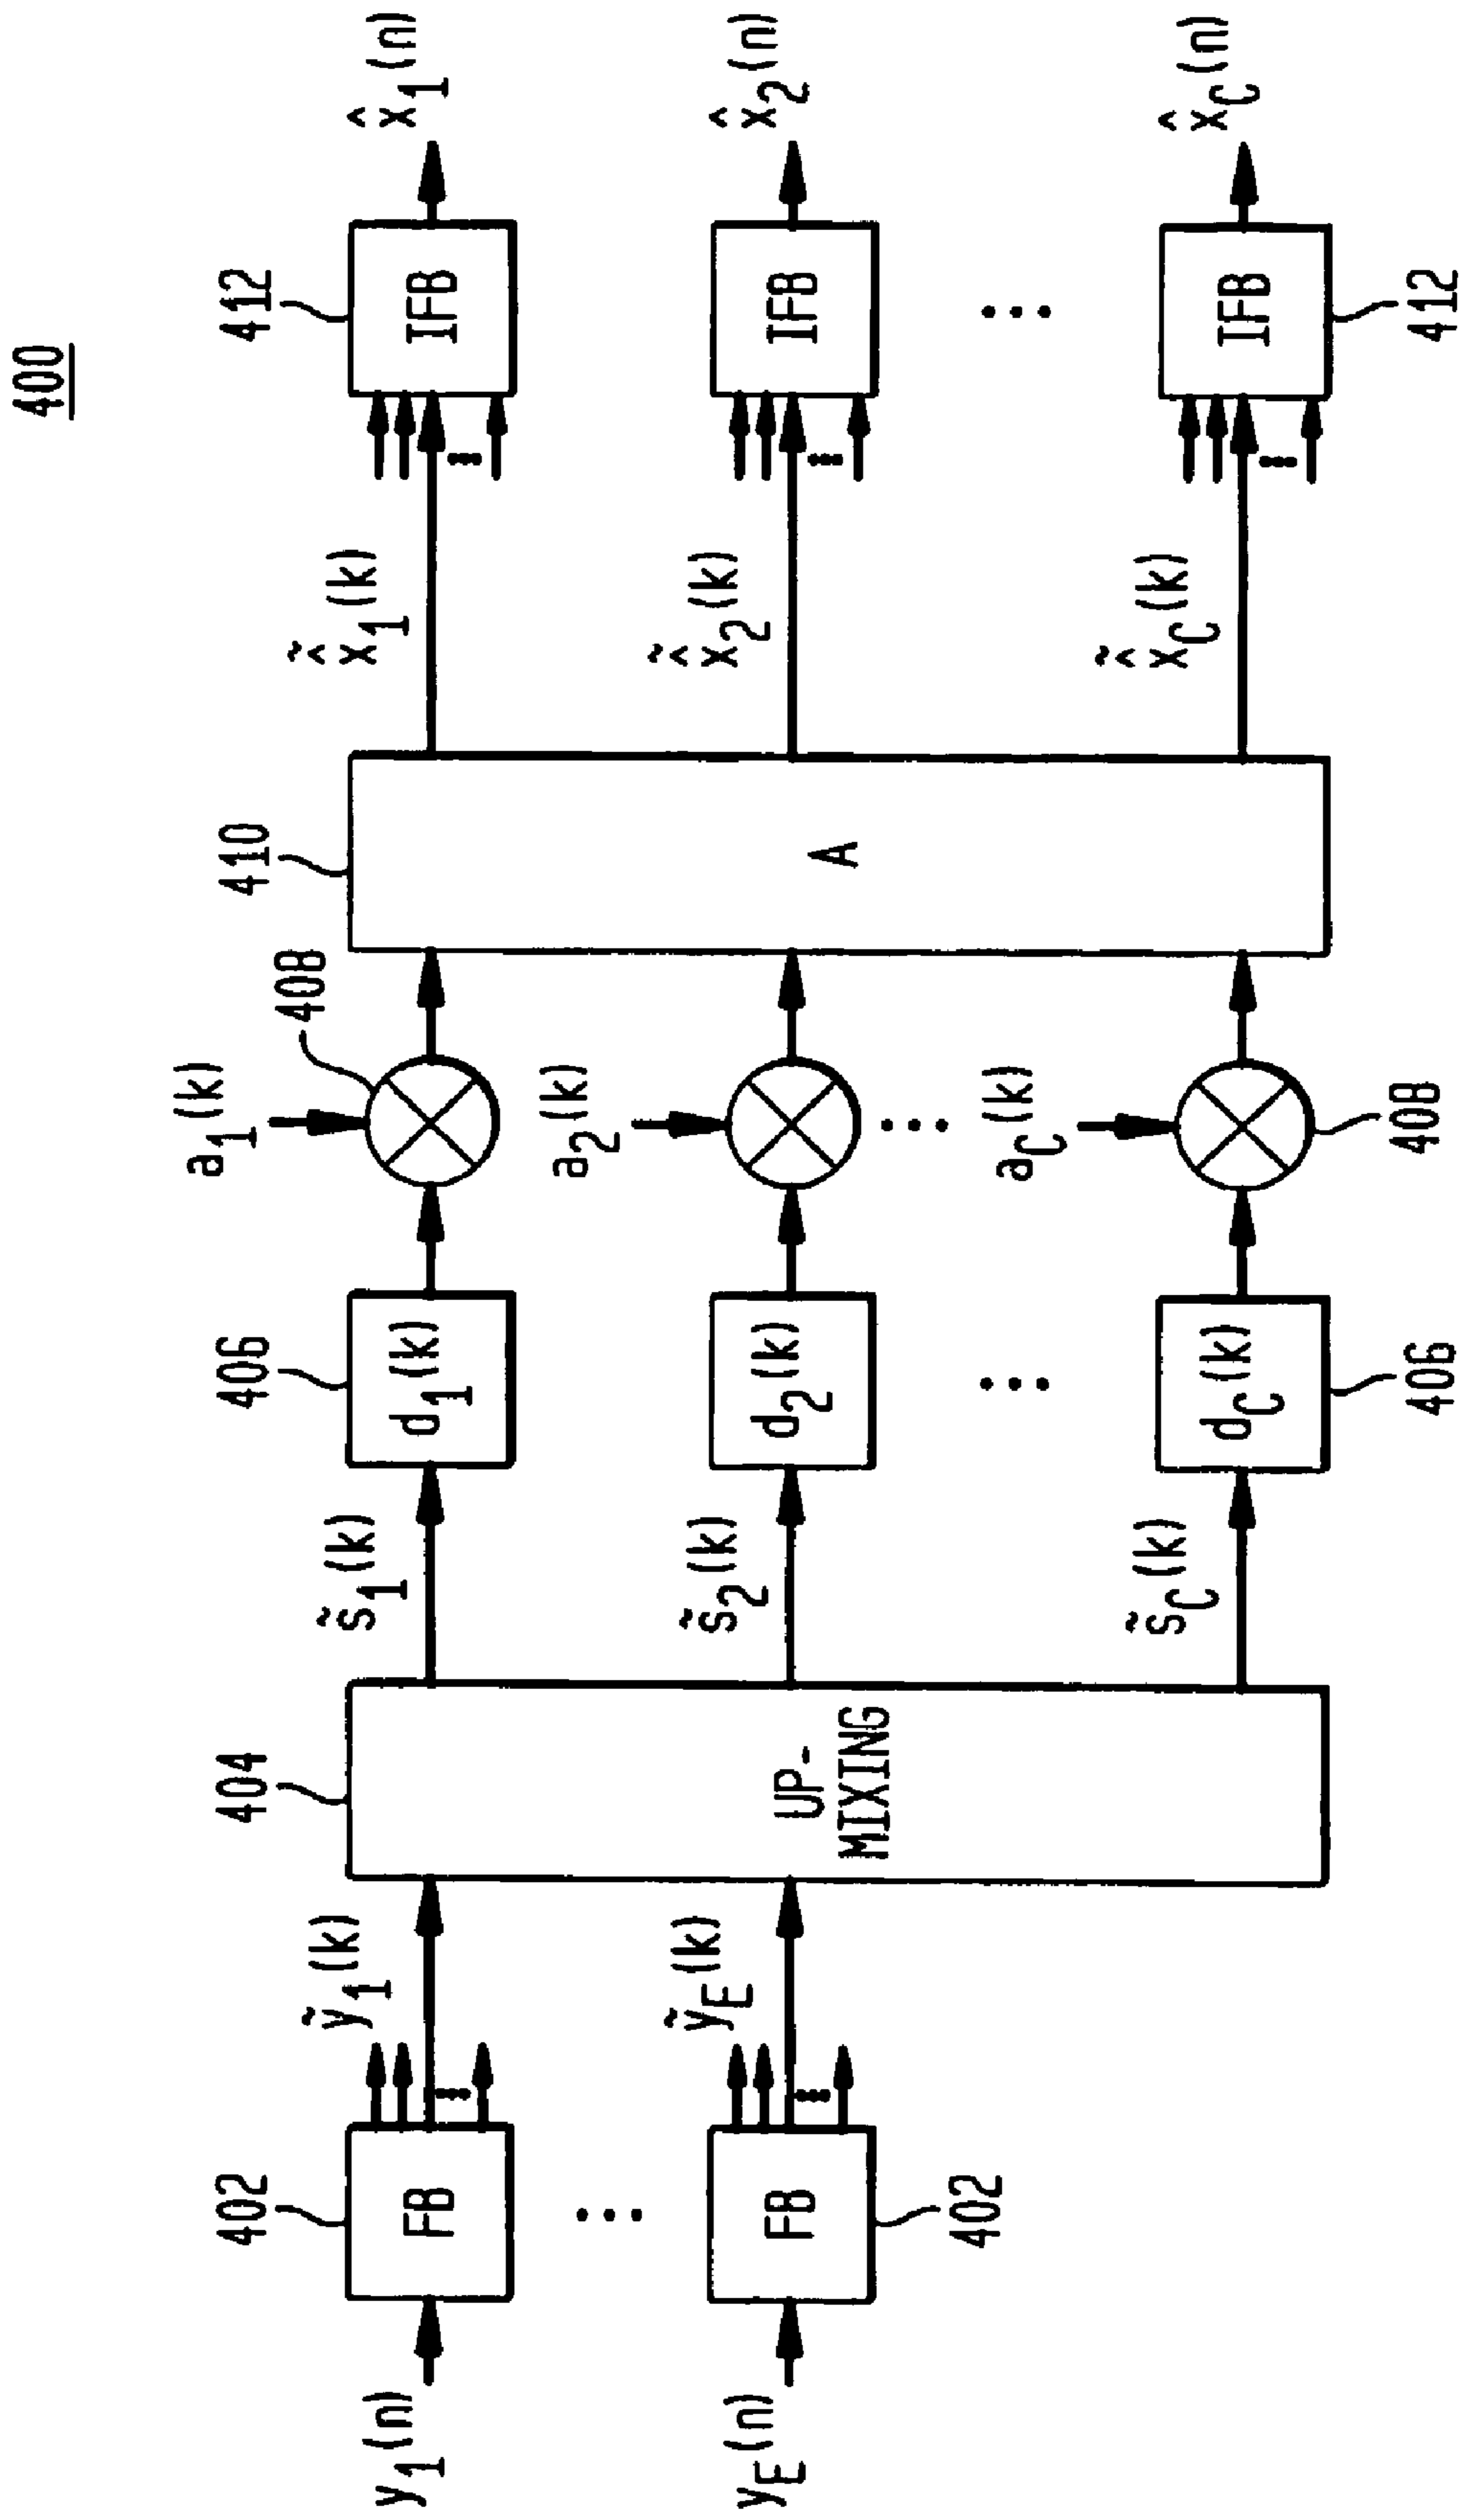 400
y1(n)
402
FB
ỹ1(k)
404
UP-
MIXING
s̃1(k)
406
d1(k)
a1(k)
408
410
A
x̂̃1(k)
412
IFB
x̂1(n)
s̃2(k)
d2(k)
a2(k)
x̂̃2(k)
IFB
x̂2(n)
...
yE(n)
FB
402
ỹE(k)
...
...
...
s̃C(k)
dC(k)
406
aC(k)
408
x̂̃C(k)
IFB
412
x̂C(n)